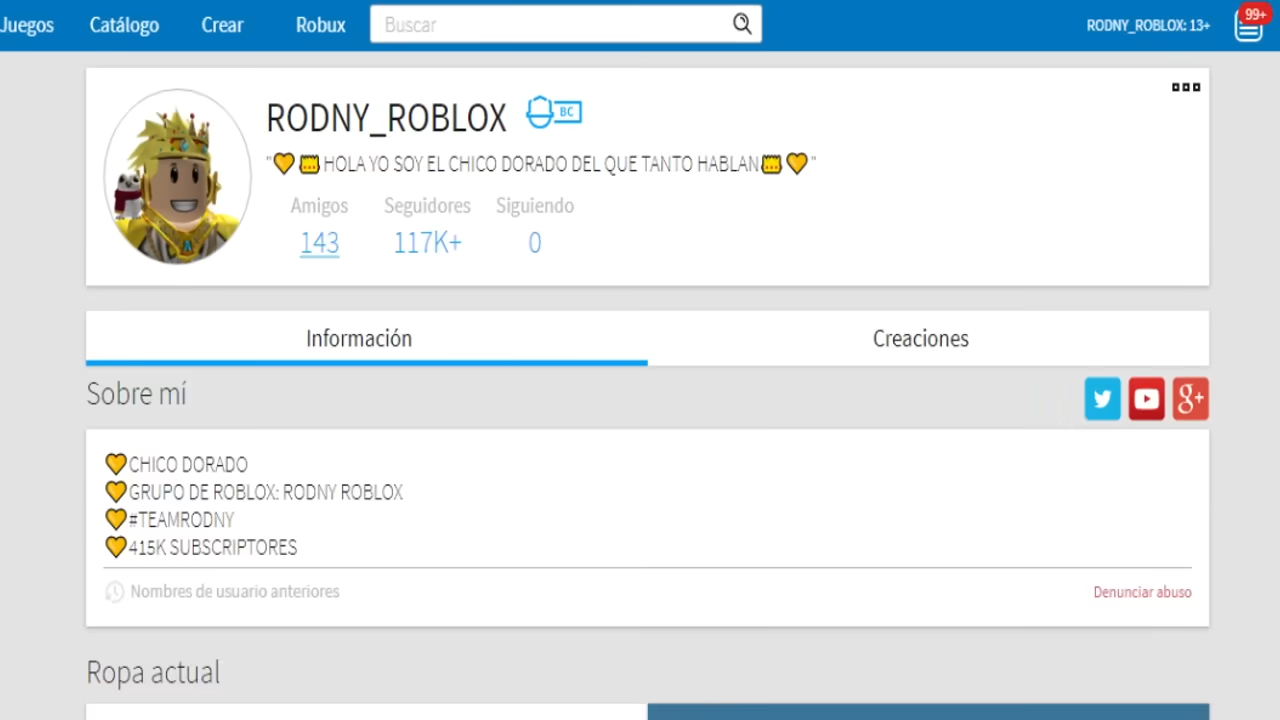 Juegos Catálogo Crear Robux Buscar RODNY_ROBLOX: 13+ 99+
RODNY_ROBLOX BC
"💛HOLA YO SOY EL CHICO DORADO DEL QUE TANTO HABLAN💛"
Amigos Seguidores Siguiendo
143 117K+ 0
Información Creaciones
Sobre mí
g+
💛CHICO DORADO
💛GRUPO DE ROBLOX: RODNY ROBLOX
💛#TEAMRODNY
💛415K SUBSCRIPTORES
Nombres de usuario anteriores Denunciar abuso
Ropa actual